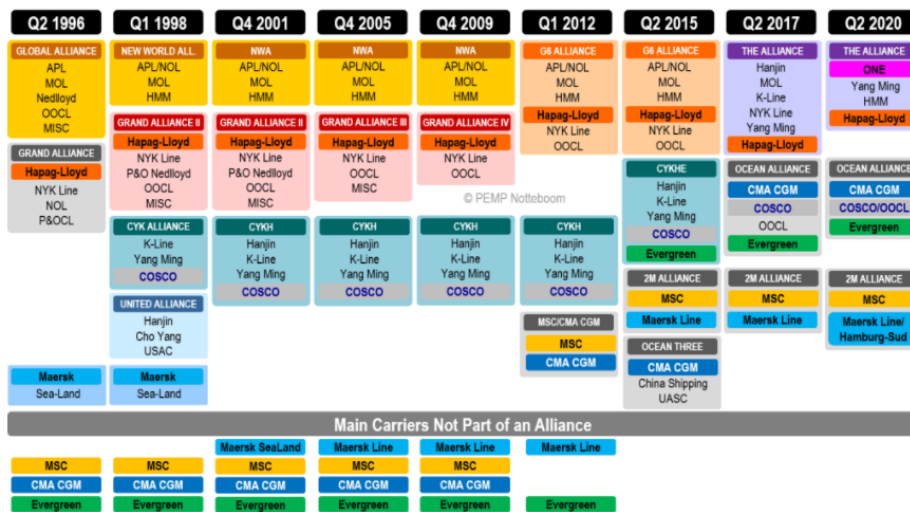 Q2 1996
GLOBAL ALLIANCE
APL
MOL
Nedlloyd
OOCL
MISC
GRAND ALLIANCE
Hapag-Lloyd
NYK Line
NOL
P&OCL
Maersk
Sea-Land
Q1 1998
NEW WORLD ALL.
APL/NOL
MOL
HMM
GRAND ALLIANCE II
Hapag-Lloyd
NYK Line
P&O Nedlloyd
OOCL
MISC
CYK ALLIANCE
K-Line
Yang Ming
COSCO
UNITED ALLIANCE
Hanjin
Cho Yang
USAC
Maersk
Sea-Land
Q4 2001
NWA
APL/NOL
MOL
HMM
GRAND ALLIANCE II
Hapag-Lloyd
NYK Line
P&O Nedlloyd
OOCL
MISC
CYKH
Hanjin
K-Line
Yang Ming
COSCO
Q4 2005
NWA
APL/NOL
MOL
HMM
GRAND ALLIANCE III
Hapag-Lloyd
NYK Line
OOCL
MISC
CYKH
Hanjin
K-Line
Yang Ming
COSCO
Q4 2009
NWA
APL/NOL
MOL
HMM
GRAND ALLIANCE IV
Hapag-Lloyd
NYK Line
OOCL
© PEMP Notteboom
CYKH
Hanjin
K-Line
Yang Ming
COSCO
Q1 2012
G6 ALLIANCE
APL/NOL
MOL
HMM
Hapag-Lloyd
NYK Line
OOCL
CYKH
Hanjin
K-Line
Yang Ming
COSCO
MSC/CMA CGM
MSC
CMA CGM
Q2 2015
G6 ALLIANCE
APL/NOL
MOL
HMM
Hapag-Lloyd
NYK Line
OOCL
CYKHE
Hanjin
K-Line
Yang Ming
COSCO
Evergreen
2M ALLIANCE
MSC
Maersk Line
OCEAN THREE
CMA CGM
China Shipping
UASC
Q2 2017
THE ALLIANCE
Hanjin
MOL
K-Line
NYK Line
Yang Ming
Hapag-Lloyd
OCEAN ALLIANCE
CMA CGM
COSCO
OOCL
Evergreen
2M ALLIANCE
MSC
Maersk Line
Q2 2020
THE ALLIANCE
ONE
Yang Ming
HMM
Hapag-Lloyd
OCEAN ALLIANCE
CMA CGM
COSCO/OOCL
Evergreen
2M ALLIANCE
MSC
Maersk Line/
Hamburg-Sud
Main Carriers Not Part of an Alliance
MSC
CMA CGM
Evergreen
MSC
CMA CGM
Evergreen
Maersk SeaLand
MSC
CMA CGM
Evergreen
Maersk Line
MSC
CMA CGM
Evergreen
Maersk Line
MSC
CMA CGM
Evergreen
Maersk Line
Evergreen